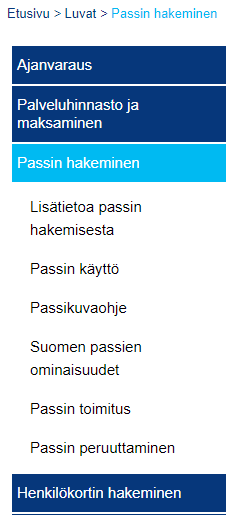 Etusivu > Luvat > Passin hakeminen
Ajanvaraus
Palveluhinnasto ja
maksaminen
Passin hakeminen
Lisätietoa passin
hakemisesta
Passin käyttö
Passikuvaohje
Suomen passien
ominaisuudet
Passin toimitus
Passin peruuttaminen
Henkilökortin hakeminen